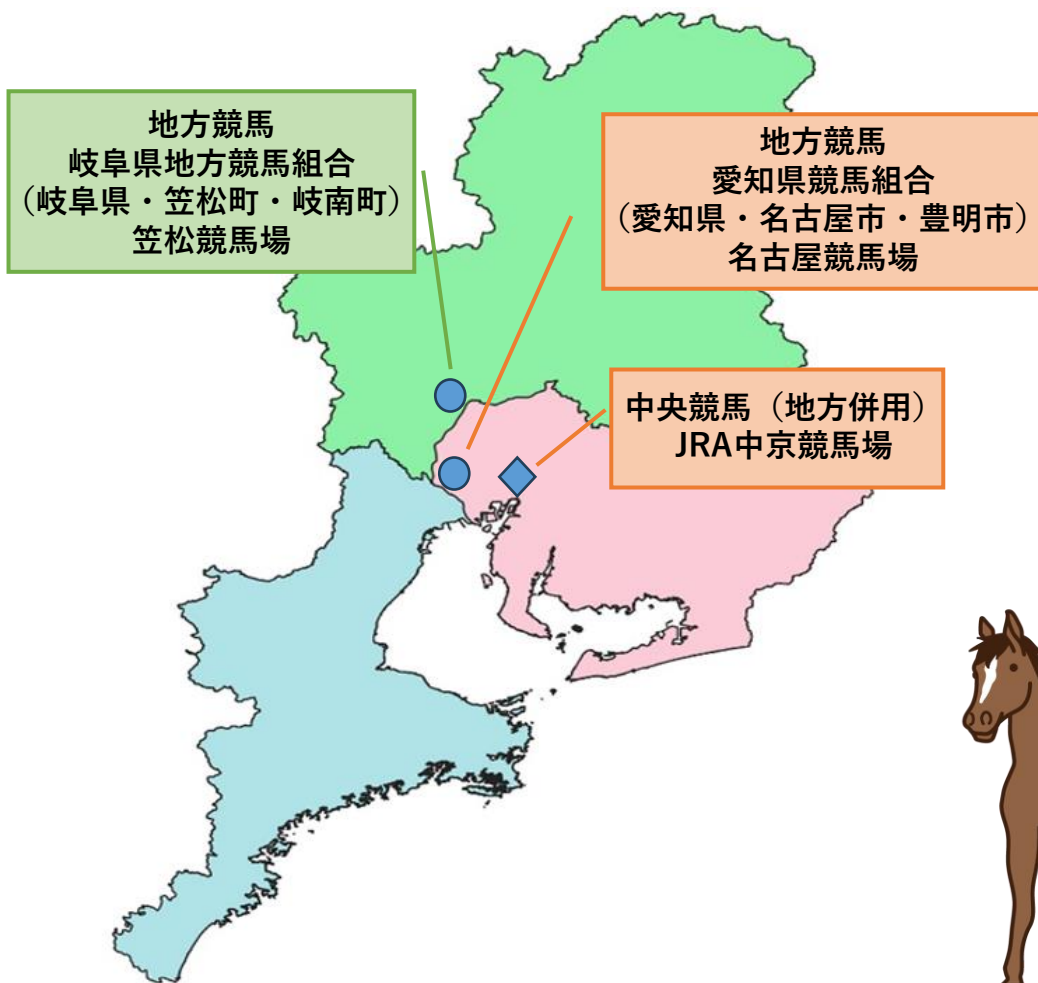 地方競馬
岐阜県地方競馬組合
（岐阜県・笠松町・岐南町）
笠松競馬場
地方競馬
愛知県競馬組合
（愛知県・名古屋市・豊明市）
名古屋競馬場
中央競馬（地方併用）
JRA中京競馬場